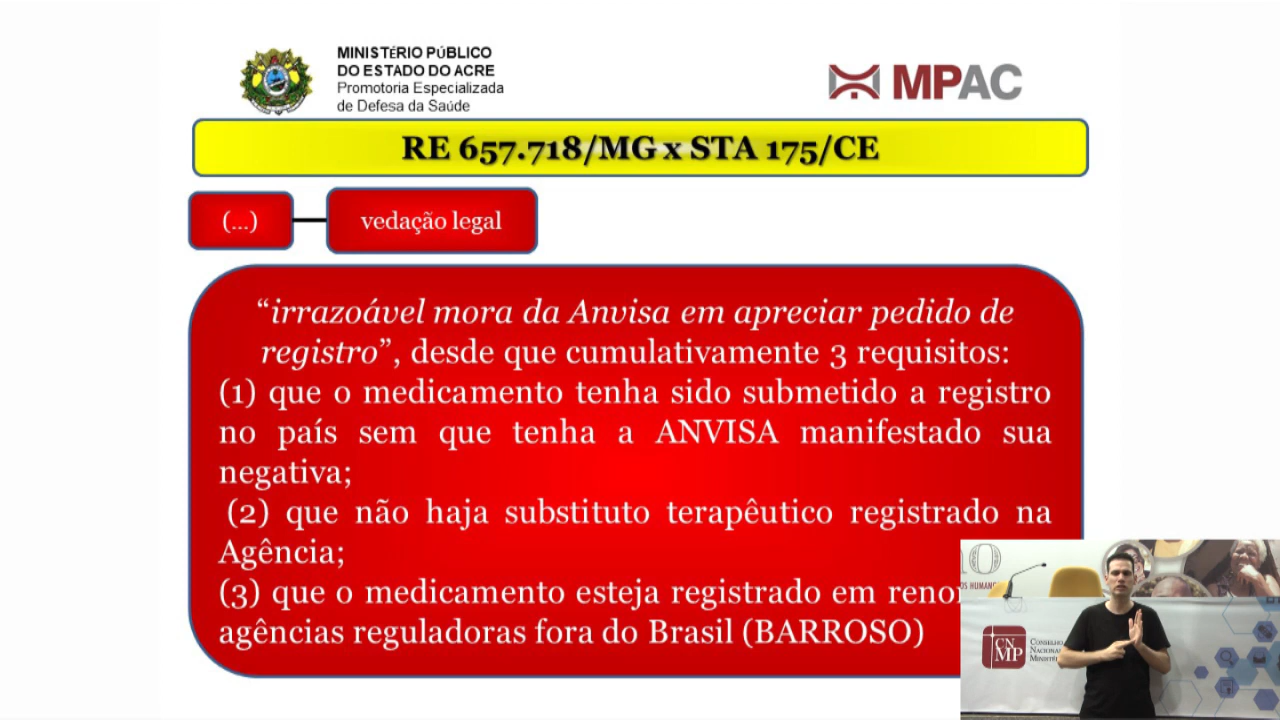 MINISTÉRIO PÚBLICO
DO ESTADO DO ACRE
Promotoria Especializada
de Defesa da Saúde
MPAC
RE 657.718/MG x STA 175/CE
(...)
vedação legal
“irrazoável mora da Anvisa em apreciar pedido de
registro”, desde que cumulativamente 3 requisitos:
(1) que o medicamento tenha sido submetido a registro
no país sem que tenha a ANVISA manifestado sua
negativa;
(2) que não haja substituto terapêutico registrado na
Agência;
(3) que o medicamento esteja registrado em
agências reguladoras fora do Brasil (BARROSO)
CN
MP